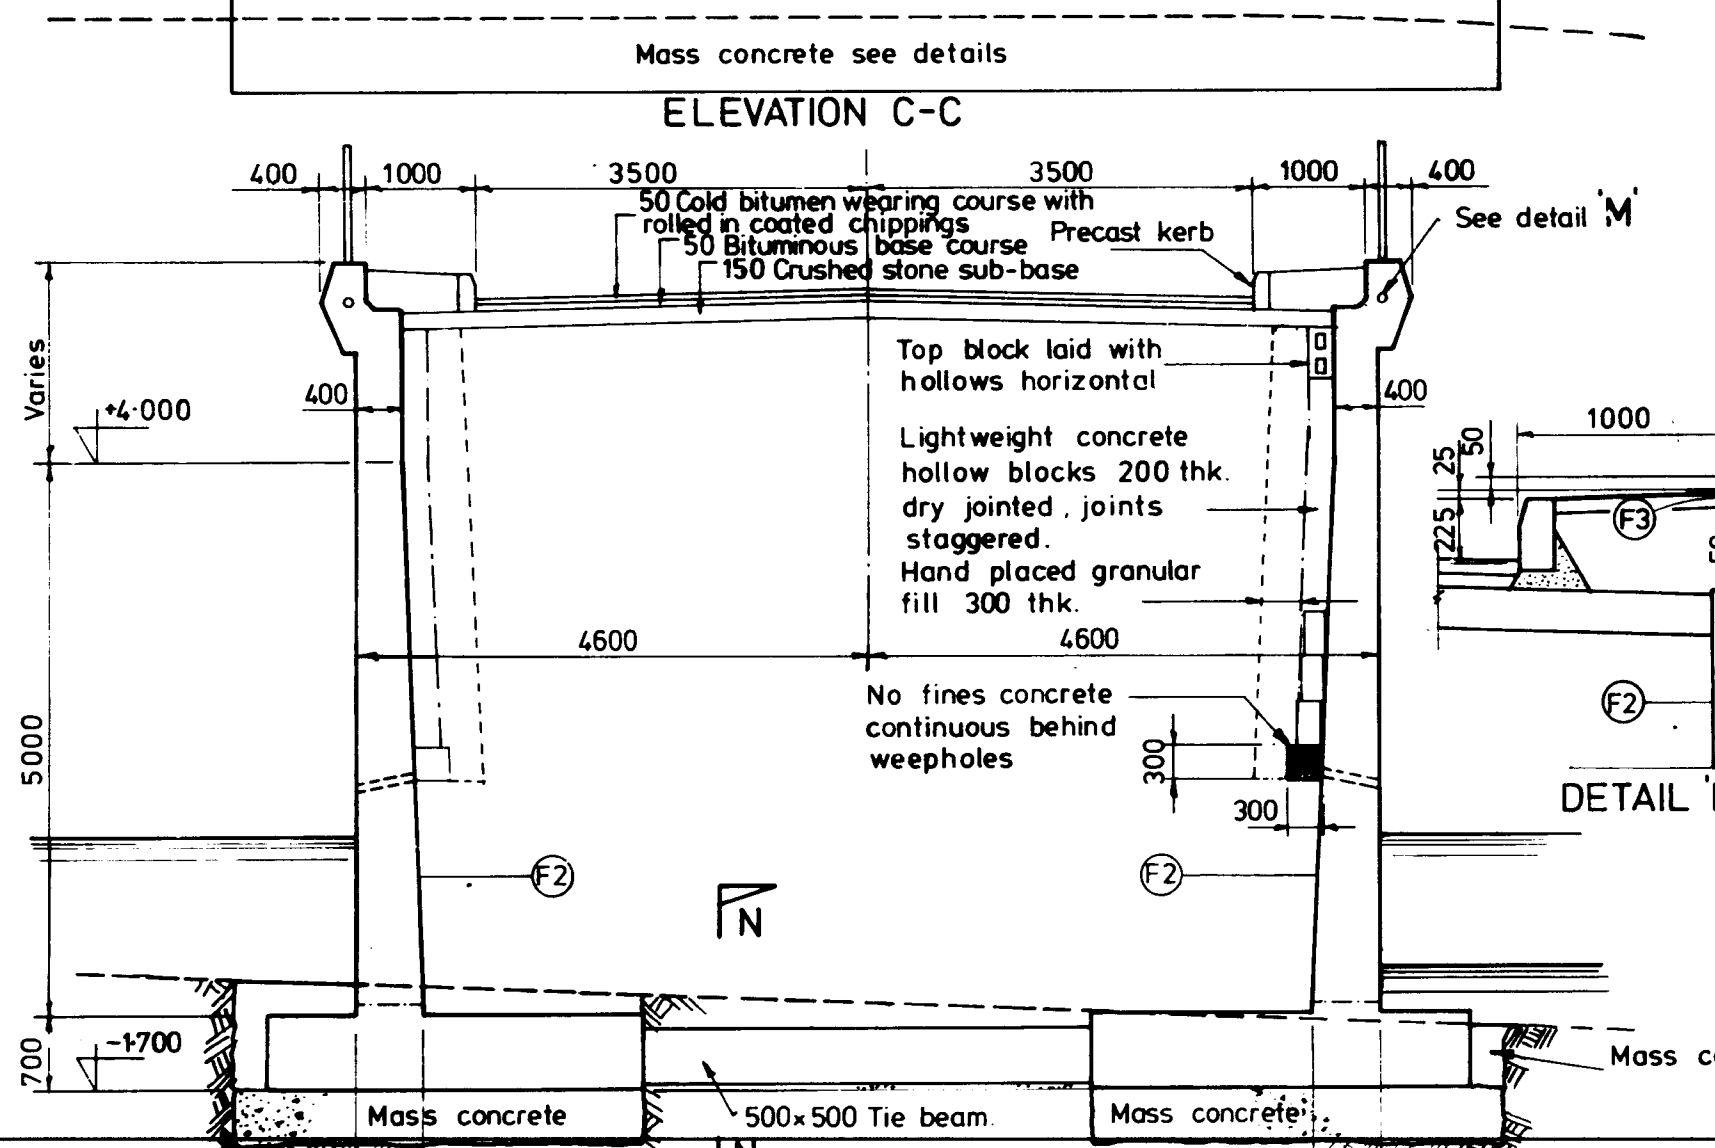 Mass concrete see details
ELEVATION C-C
400 1000 3500 3500 1000 400
50 Cold bitumen wearing course with
rolled in coated chippings
50 Bituminous base course
150 Crushed stone sub-base
Precast kerb
See detail 'M'
Varies
+4·000
400
Top block laid with
hollows horizontal
400
Lightweight concrete
hollow blocks 200 thk.
dry jointed, joints
staggered.
Hand placed granular
fill 300 thk.
4600 4600
No fines concrete
continuous behind
weepholes
300
300
5000
F2
F2
N
1000
25
50
225
F3
F2
DETAIL
700
-1·700
Mass concrete
500x500 Tie beam.
Mass concrete
Mass
N